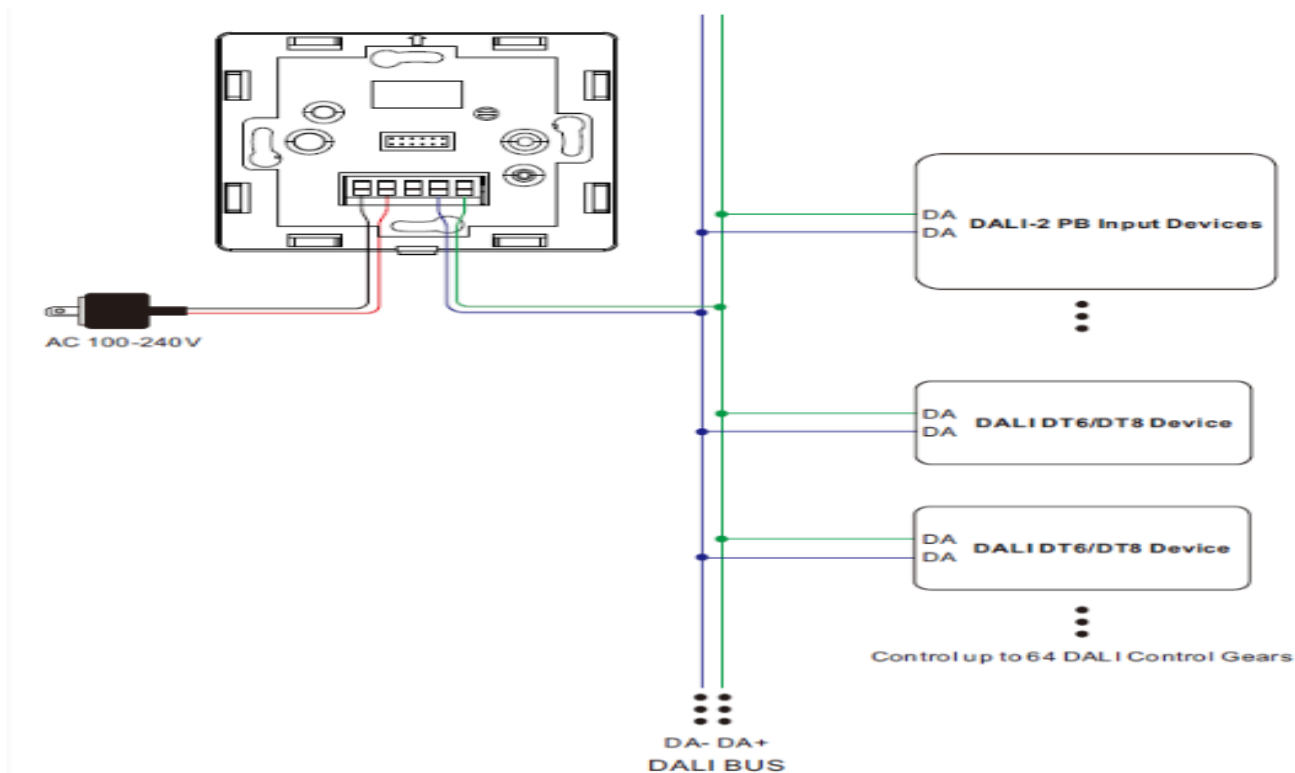 AC 100-240V
DA
DA
DALI-2 PB Input Devices
DA
DA
DALI DT6/DT8 Device
DA
DA
DALI DT6/DT8 Device
Control up to 64 DALI Control Gears
DA- DA+
DALI BUS